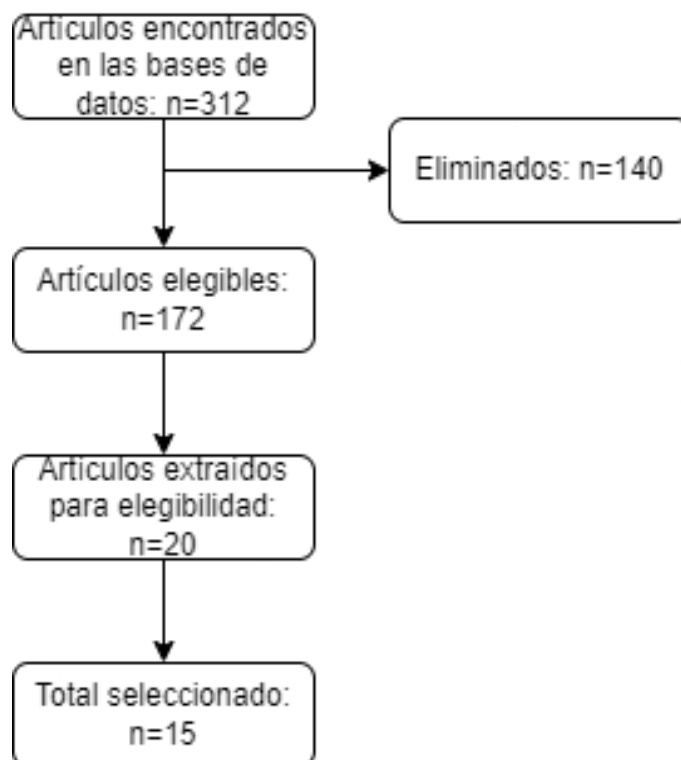 Artículos encontrados
en las bases de
datos: n=312
Eliminados: n=140
Artículos elegibles:
n=172
Artículos extraidos
para elegibilidad:
n=20
Total seleccionado:
n=15